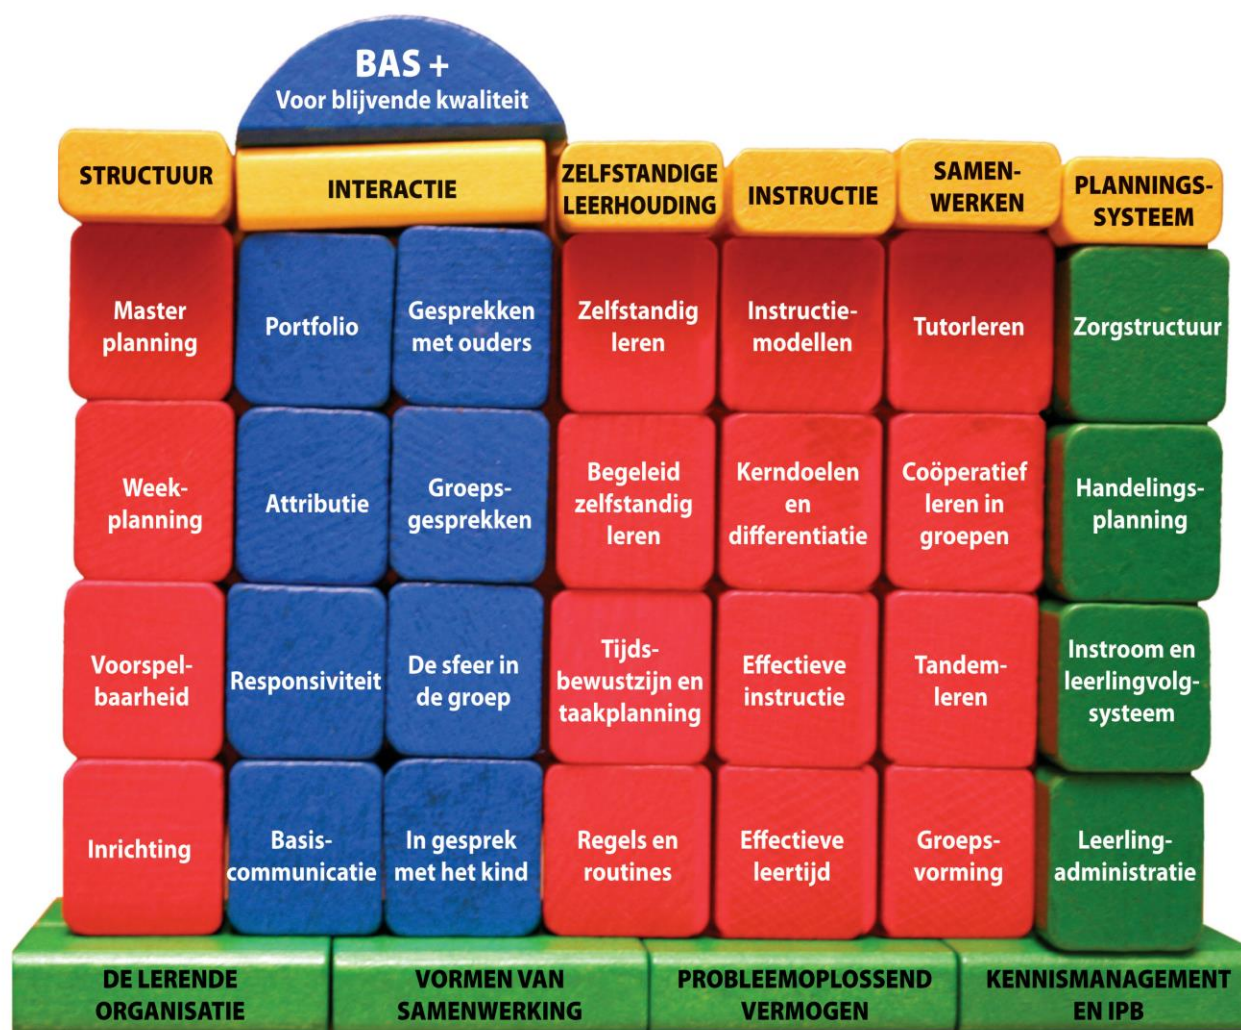 BAS +
Voor blijvende kwaliteit
STRUCTUUR
INTERACTIE
ZELFSTANDIGE
LEERHOUDING
INSTRUCTIE
SAMEN-
WERKEN
PLANNINGS-
SYSTEEM
Master
planning
Portfolio
Gesprekken
met ouders
Zelfstandig
leren
Instructie-
modellen
Tutorleren
Zorgstructuur
Week-
planning
Attributie
Groeps-
gesprekken
Begeleid
zelfstandig
leren
Kerndoelen
en
differentiatie
Coöperatief
leren in
groepen
Handelings-
planning
Voorspel-
baarheid
Responsiviteit
De sfeer in
de groep
Tijds-
bewustzijn en
taakplanning
Effectieve
instructie
Tandem-
leren
Instroom en
leerlingvolg-
systeem
Inrichting
Basis-
communicatie
In gesprek
met het kind
Regels en
routines
Effectieve
leertijd
Groeps-
vorming
Leerling-
administratie
DE LERENDE
ORGANISATIE
VORMEN VAN
SAMENWERKING
PROBLEEMOPLOSSEND
VERMOGEN
KENNISMANAGEMENT
EN IPB